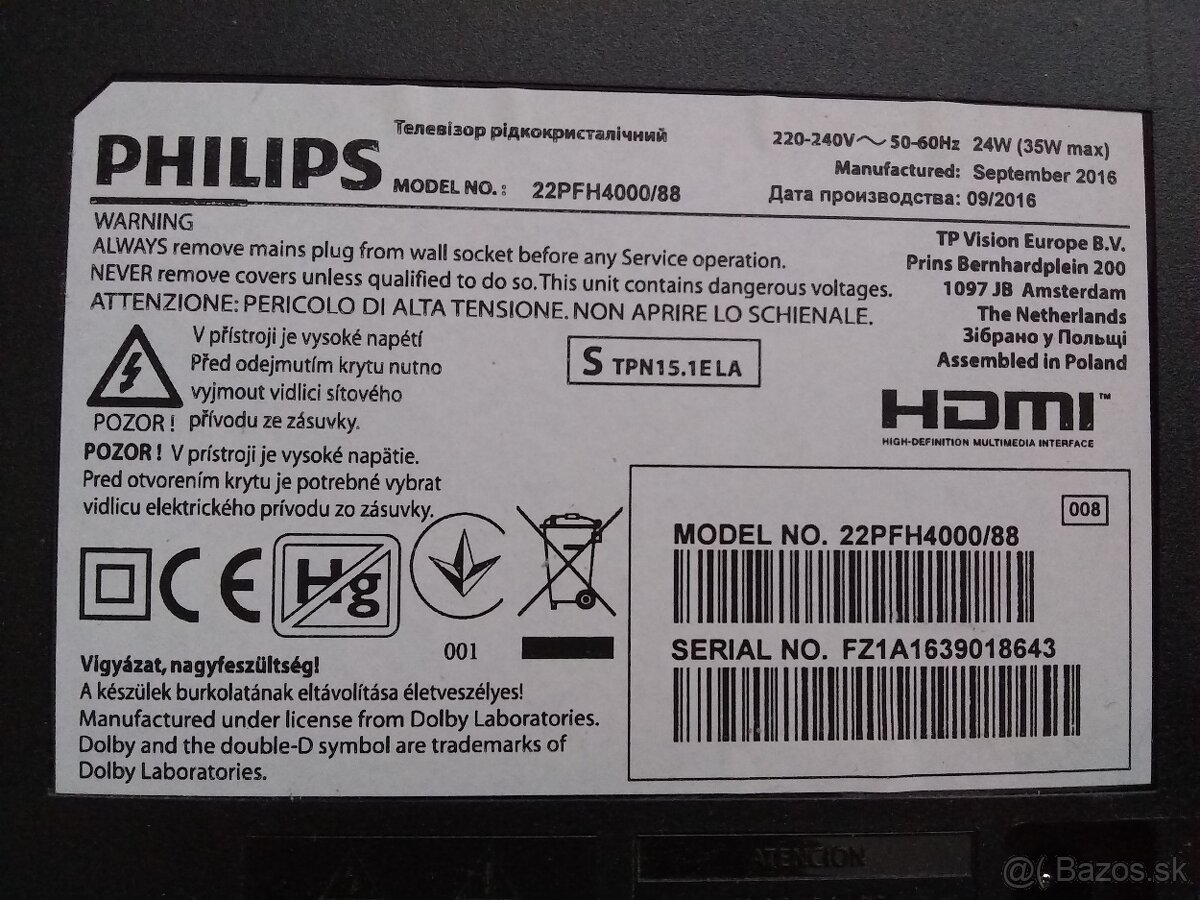 PHILIPS
Телевізор рідкокристалічний
MODEL NO. : 22PFH4000/88
220-240V~ 50-60Hz 24W (35W max)
Manufactured: September 2016
Дата производства: 09/2016
WARNING
ALWAYS remove mains plug from wall socket before any Service operation.
NEVER remove covers unless qualified to do so. This unit contains dangerous voltages.
ATTENZIONE: PERICOLO DI ALTA TENSIONE. NON APRIRE LO SCHIENALE.
TP Vision Europe B.V.
Prins Bernhardplein 200
1097 JB Amsterdam
The Netherlands
Зібрано у Польщі
Assembled in Poland
V přístroji je vysoké napětí
Před odejmutím krytu nutno
vyjmout vidlici sítového
POZOR ! přívodu ze zásuvky.
S TPN15.1E LA
HDMI™
HIGH-DEFINITION MULTIMEDIA INTERFACE
POZOR ! V prístroji je vysoké napätie.
Pred otvorením krytu je potrebné vybrat
vidlicu elektrického prívodu zo zásuvky.
CE
Hg
001
008
MODEL NO. 22PFH4000/88
SERIAL NO. FZ1A1639018643
Vigyázat, nagyfeszültség!
A készülek burkolatának eltávolítása életveszélyes!
Manufactured under license from Dolby Laboratories.
Dolby and the double-D symbol are trademarks of
Dolby Laboratories.
ATENCION
@( Bazos.sk